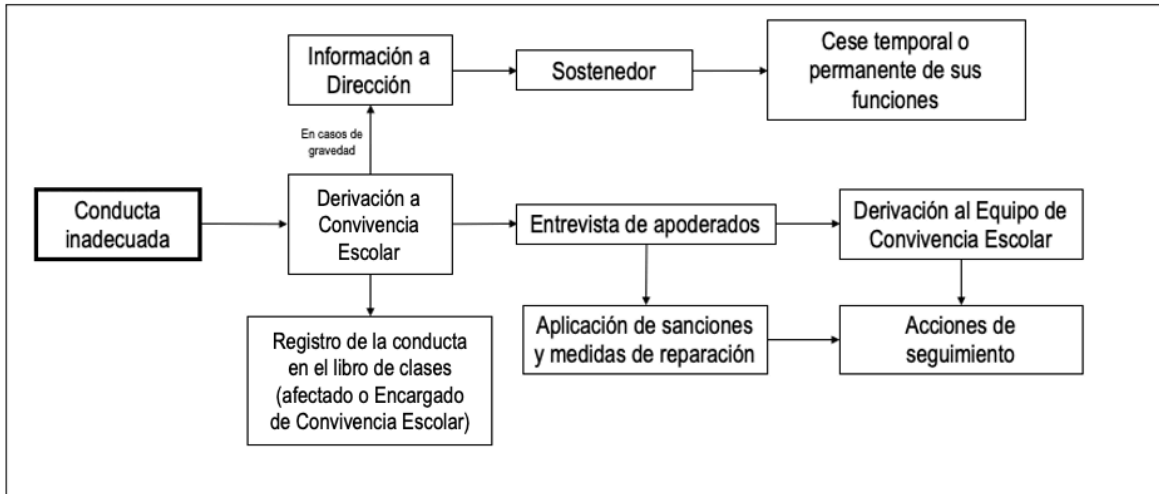 Información a
Dirección
Sostenedor
Cese temporal o
permanente de sus
funciones
En casos de
gravedad
Conducta
inadecuada
Derivación a
Convivencia
Escolar
Entrevista de apoderados
Derivación al Equipo de
Convivencia Escolar
Registro de la conducta
en el libro de clases
(afectado o Encargado
de Convivencia Escolar)
Aplicación de sanciones
y medidas de reparación
Acciones de
seguimiento